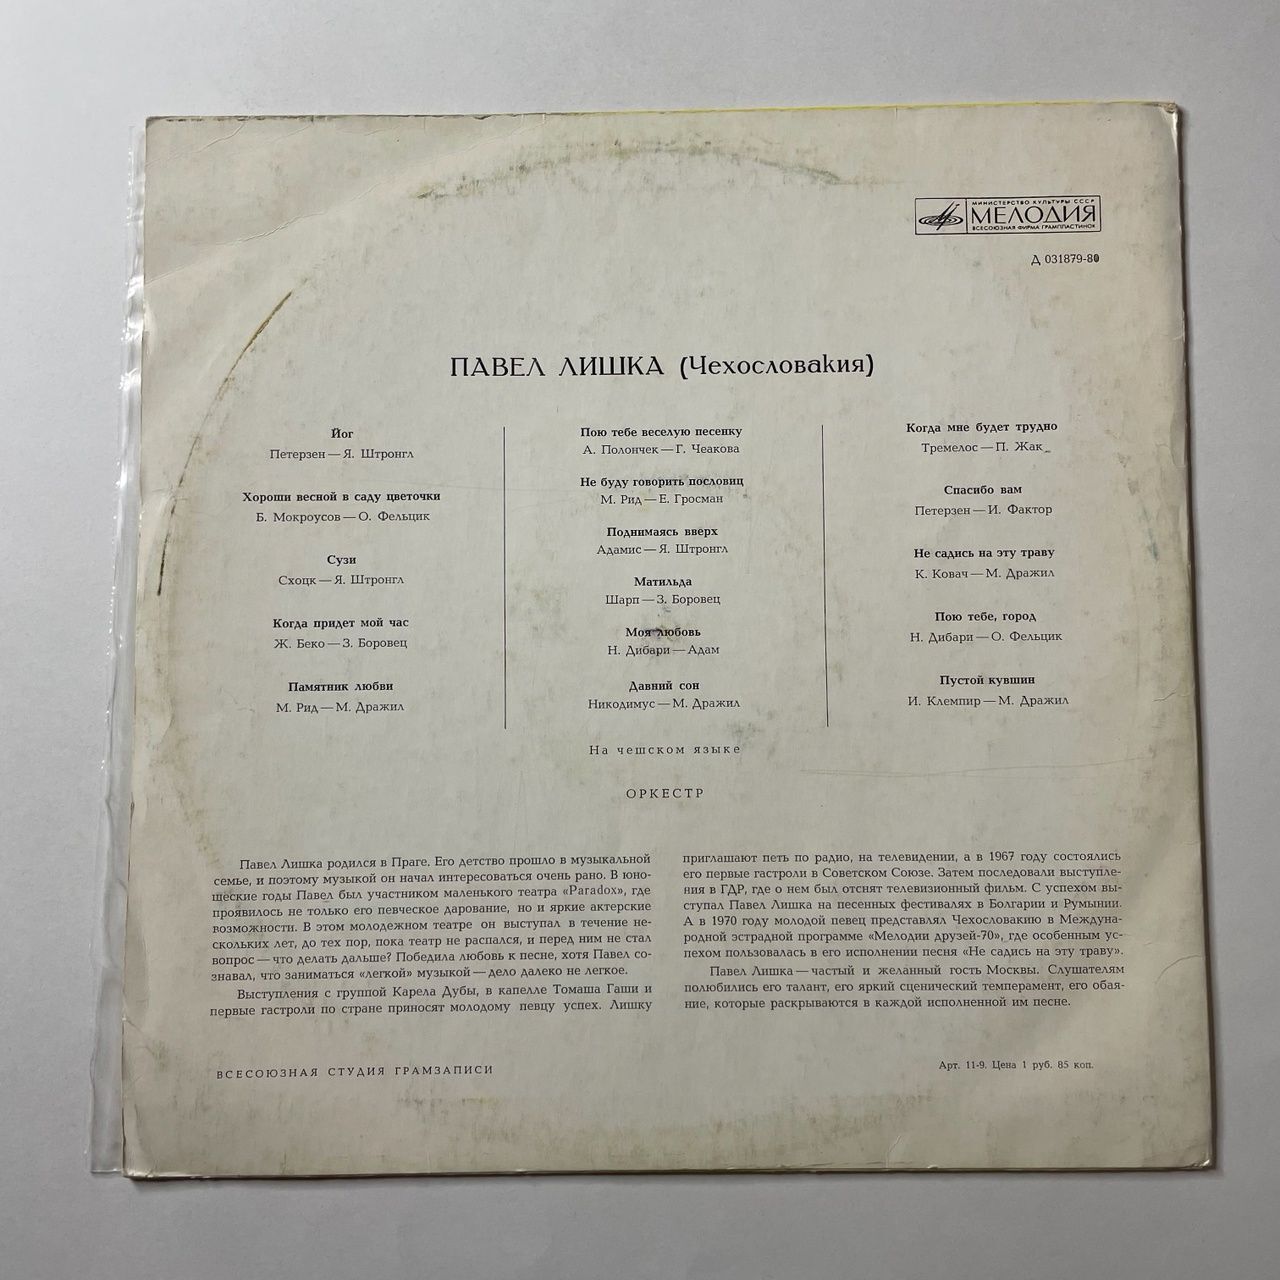 МИНИСТЕРСТВО КУЛЬТУРЫ СССР
МЕЛОДИЯ
ВСЕСОЮЗНАЯ ФИРМА ГРАМПЛАСТИНОК
Д 031879-80
ПАВЕЛ ЛИШКА (Чехословакия)
Йог
Петерзен — Я. Штронгл
Хороши весной в саду цветочки
Б. Мокроусов — О. Фельцик
Сузи
Схоцк — Я. Штронгл
Когда придет мой час
Ж. Беко — З. Боровец
Памятник любви
М. Рид — М. Дражил
Пою тебе веселую песенку
А. Полончек — Г. Чеакова
Не буду говорить пословиц
М. Рид — Е. Гросман
Поднимаясь вверх
Адамис — Я. Штронгл
Матильда
Шарп — З. Боровец
Моя любовь
Н. Дибари — Адам
Давний сон
Никодимус — М. Дражил
Когда мне будет трудно
Тремелос — П. Жак
Спасибо вам
Петерзен — И. Фактор
Не садись на эту траву
К. Ковач — М. Дражил
Пою тебе, город
Н. Дибари — О. Фельцик
Пустой кувшин
И. Клемпир — М. Дражил
На чешском языке
ОРКЕСТР
Павел Лишка родился в Праге. Его детство прошло в музыкальной
семье, и поэтому музыкой он начал интересоваться очень рано. В юно-
шеские годы Павел был участником маленького театра «Paradox», где
проявилось не только его певческое дарование, но и яркие актерские
возможности. В этом молодежном театре он выступал в течение не-
скольких лет, до тех пор, пока театр не распался, и перед ним не стал
вопрос — что делать дальше? Победила любовь к песне, хотя Павел со-
знавал, что заниматься «легкой» музыкой — дело далеко не легкое.
Выступления с группой Карела Дубы, в капелле Томаша Гаши и
первые гастроли по стране приносят молодому певцу успех. Лишку
приглашают петь по радио, на телевидении, а в 1967 году состоялись
его первые гастроли в Советском Союзе. Затем последовали выступле-
ния в ГДР, где о нем был отснят телевизионный фильм. С успехом вы-
ступал Павел Лишка на песенных фестивалях в Болгарии и Румынии.
А в 1970 году молодой певец представлял Чехословакию в Междуна-
родной эстрадной программе «Мелодии друзей-70», где особенным ус-
пехом пользовалась в его исполнении песня «Не садись на эту траву».
Павел Лишка — частый и желанный гость Москвы. Слушателям
полюбились его талант, его яркий сценический темперамент, его обая-
ние, которые раскрываются в каждой исполненной им песне.
ВСЕСОЮЗНАЯ СТУДИЯ ГРАМЗАПИСИ
Арт. 11-9. Цена 1 руб. 85 коп.